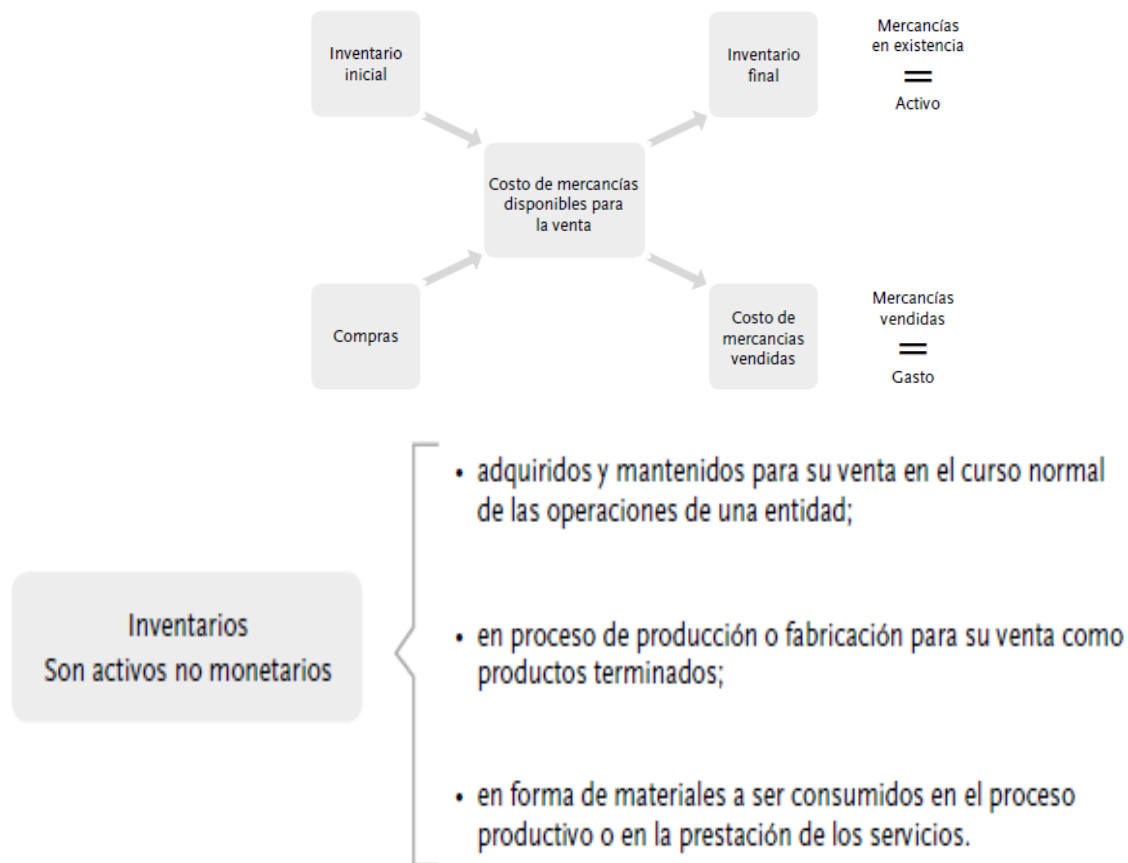 Inventario
inicial
Inventario
final
Mercancías
en existencia
=
Activo
Costo de mercancías
disponibles para
la venta
Compras
Costo de
mercancias
vendidas
Mercancías
vendidas
=
Gasto
Inventarios
Son activos no monetarios
• adquiridos y mantenidos para su venta en el curso normal
de las operaciones de una entidad;
• en proceso de producción o fabricación para su venta como
productos terminados;
• en forma de materiales a ser consumidos en el proceso
productivo o en la prestación de los servicios.